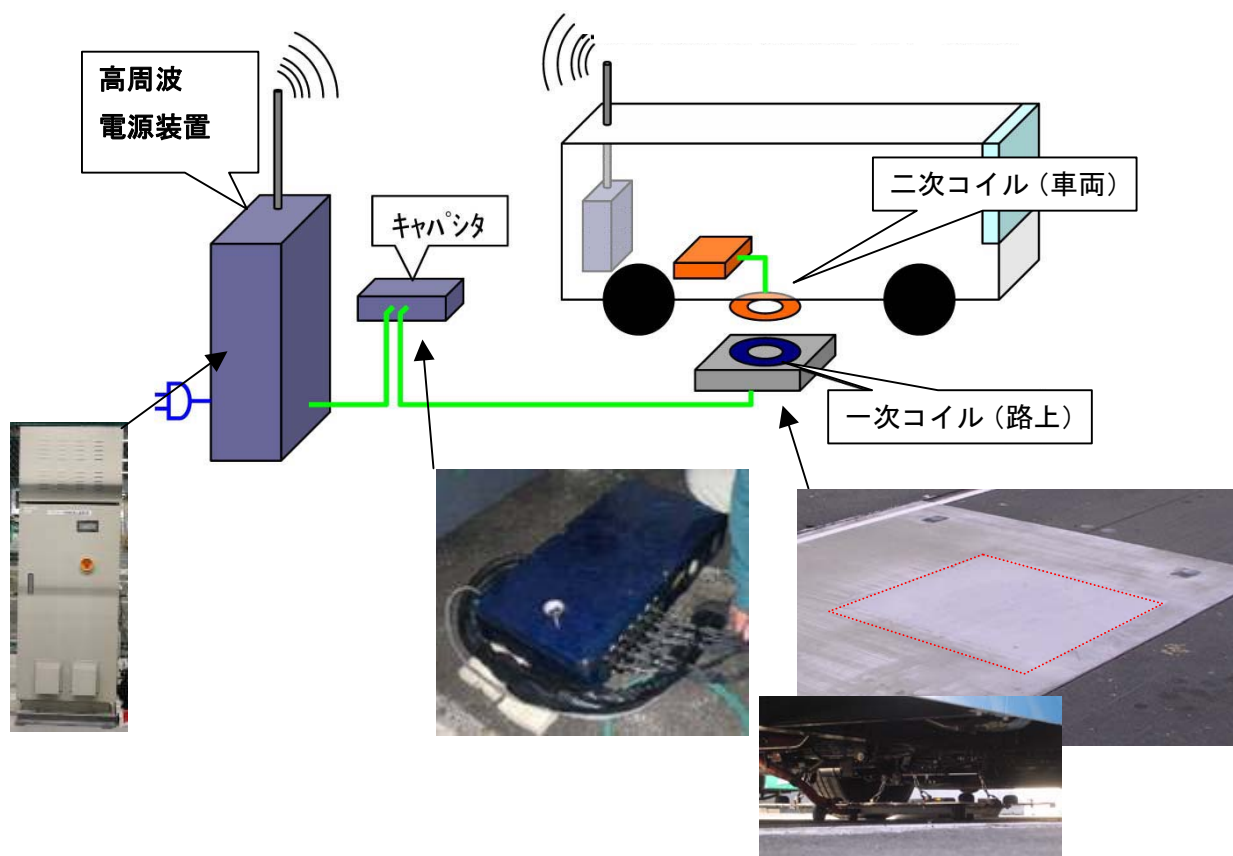 高周波
電源装置
ｷｬﾊﾟｼﾀ
二次コイル（車両）
一次コイル（路上）